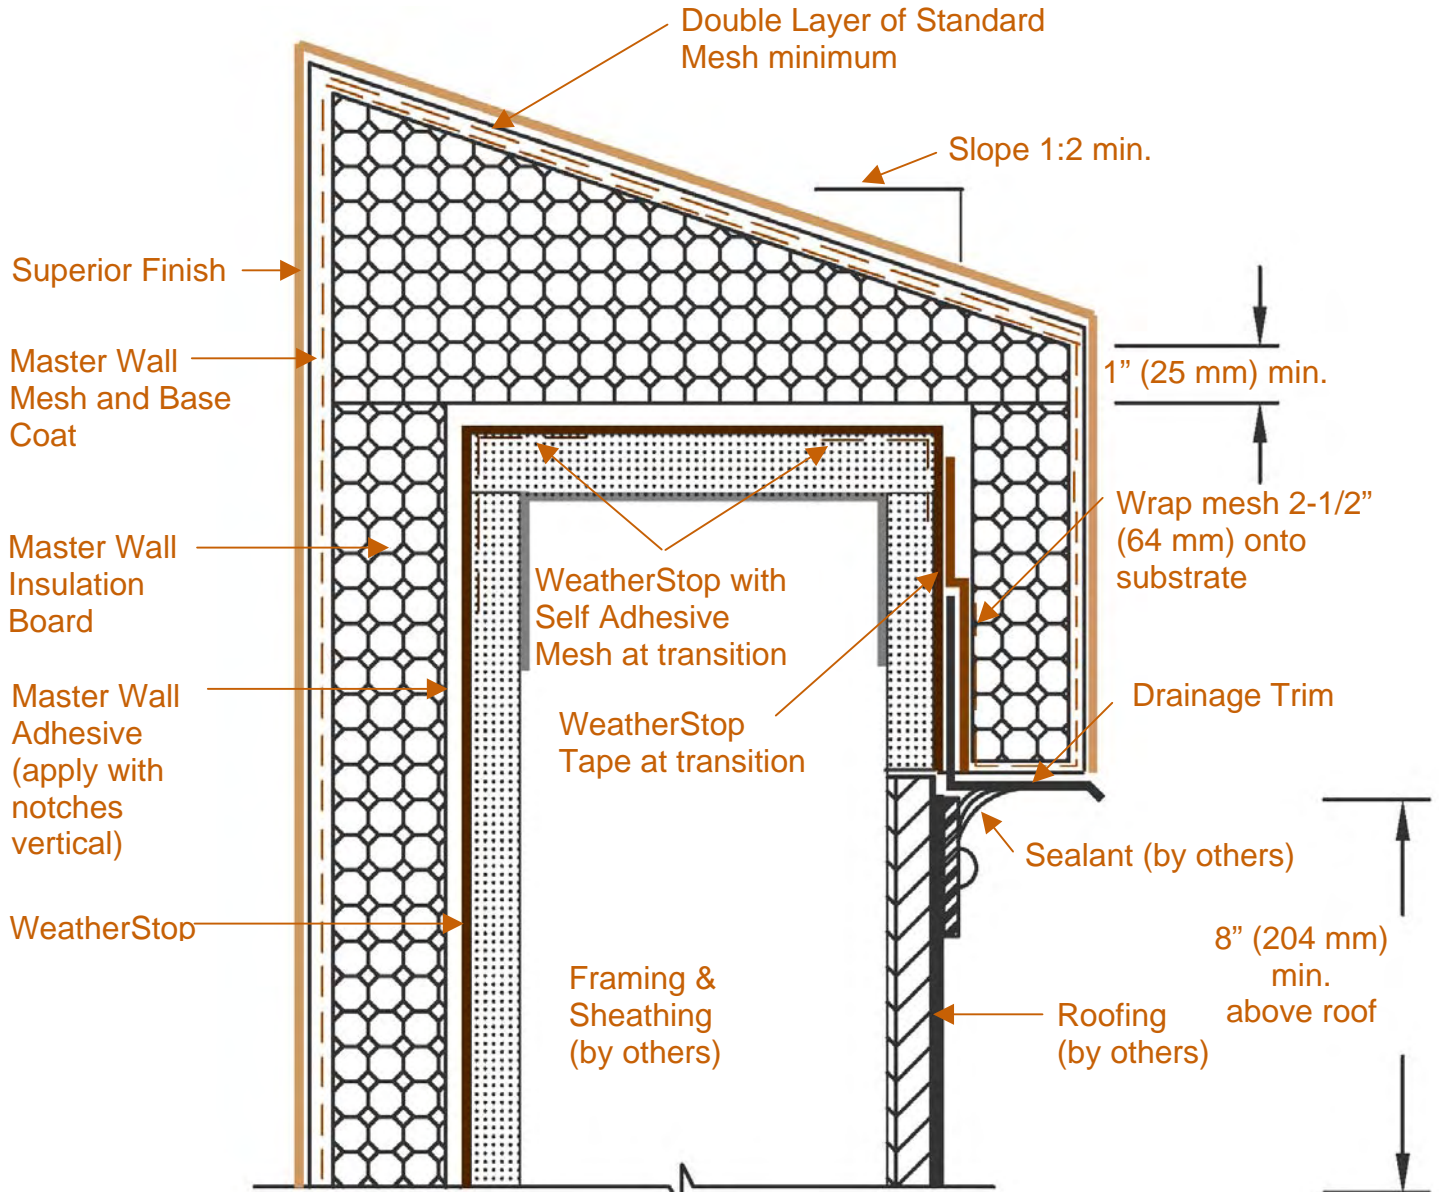 Double Layer of Standard
Mesh minimum
Slope 1:2 min.
Superior Finish
Master Wall
Mesh and Base
Coat
1” (25 mm) min.
Wrap mesh 2-1/2”
(64 mm) onto
substrate
Master Wall
Insulation
Board
WeatherStop with
Self Adhesive
Mesh at transition
Master Wall
Adhesive
(apply with
notches
vertical)
WeatherStop
Tape at transition
Drainage Trim
Sealant (by others)
WeatherStop
8” (204 mm)
min.
above roof
Framing &
Sheathing
(by others)
Roofing
(by others)